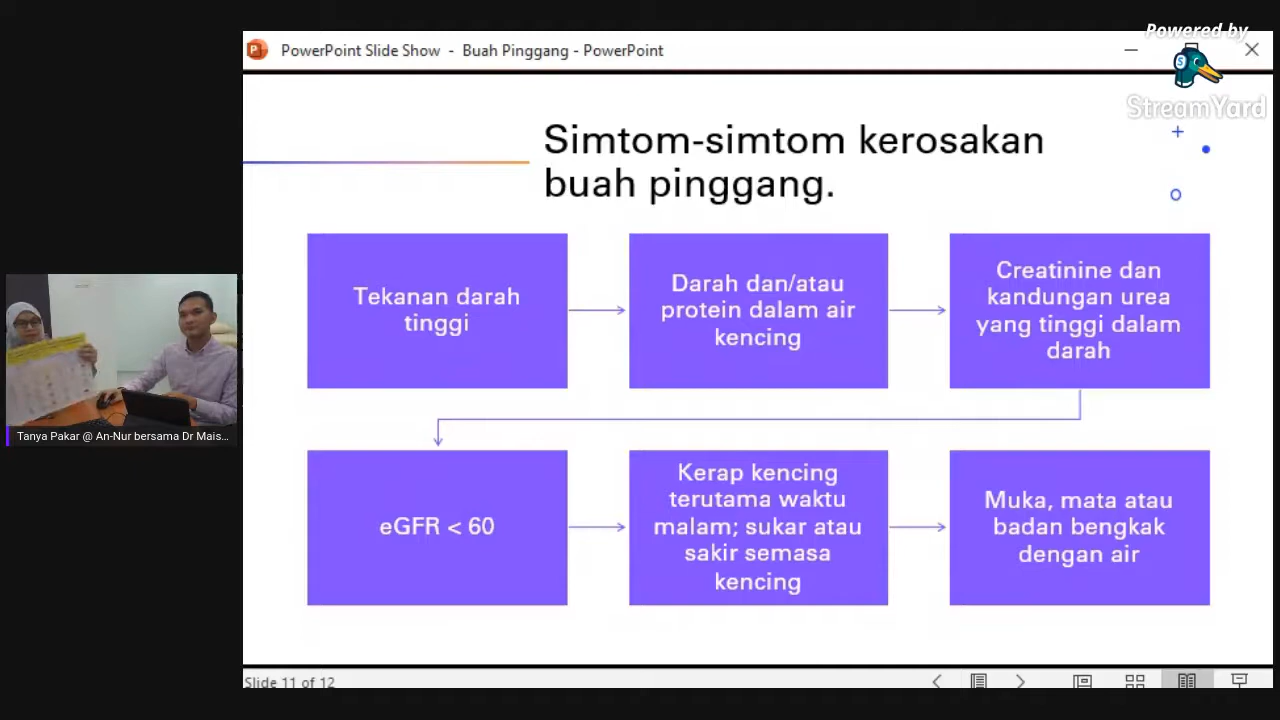 PowerPoint Slide Show - Buah Pinggang - PowerPoint
Powered by
StreamYard
Simtom-simtom kerosakan
buah pinggang.
Tekanan darah
tinggi
Darah dan/atau
protein dalam air
kencing
Creatinine dan
kandungan urea
yang tinggi dalam
darah
eGFR < 60
Kerap kencing
terutama waktu
malam; sukar atau
sakir semasa
kencing
Muka, mata atau
badan bengkak
dengan air
Tanya Pakar @ An-Nur bersama Dr Mais...
Slide 11 of 12